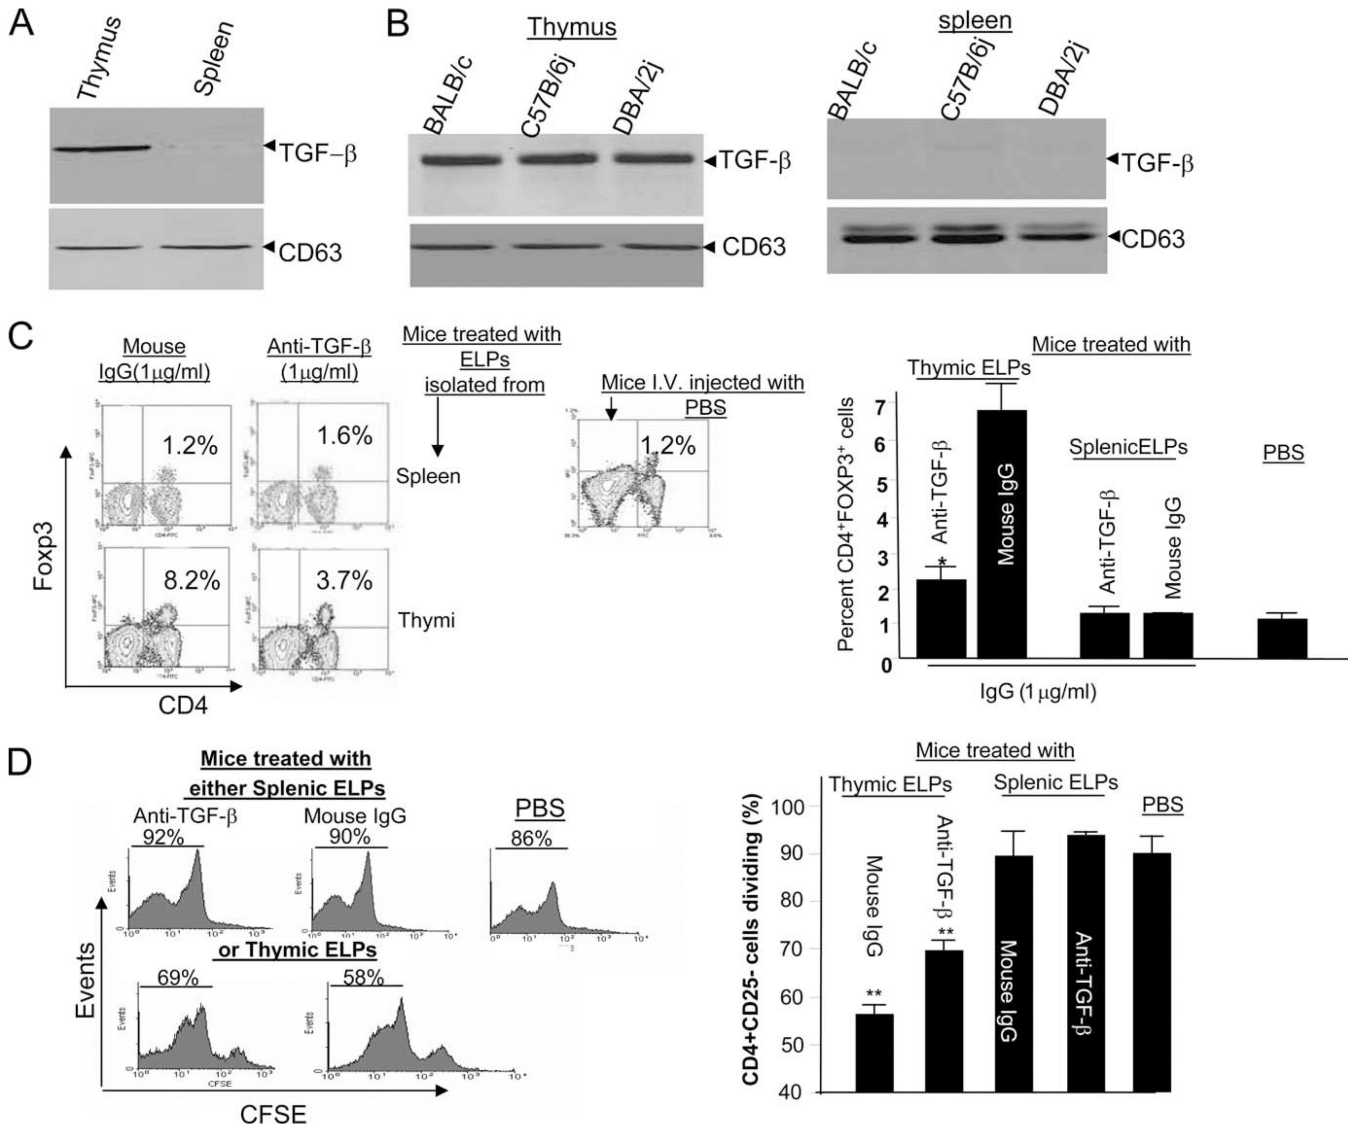 A
Thymus
Spleen
TGF–β
CD63
B
Thymus
BALB/c
C57B/6j
DBA/2j
TGF-β
CD63
spleen
BALB/c
C57B/6j
DBA/2j
TGF-β
CD63
C
Mouse
IgG(1µg/ml)
Anti-TGF-β
(1µg/ml)
Mice treated with
ELPs
isolated from
Mice I.V. injected with
PBS
1.2%
1.6%
Spleen
1.2%
8.2%
3.7%
Thymi
Foxp3
CD4
Mice treated with
Thymic ELPs
SplenicELPs
PBS
Percent CD4+FOXP3+ cells
7
6
5
4
3
2
1
0
* Anti-TGF-β
Mouse IgG
Anti-TGF-β
Mouse IgG
IgG (1µg/ml)
D
Mice treated with
either Splenic ELPs
Anti-TGF-β
Mouse IgG
PBS
92%
90%
86%
Events
or Thymic ELPs
69%
58%
Events
CFSE
Events
CFSE
Mice treated with
Thymic ELPs
Splenic ELPs
PBS
CD4+CD25- cells dividing (%)
100
90
80
70
60
50
40
** Mouse IgG
** Anti-TGF-β
Mouse IgG
Anti-TGF-β